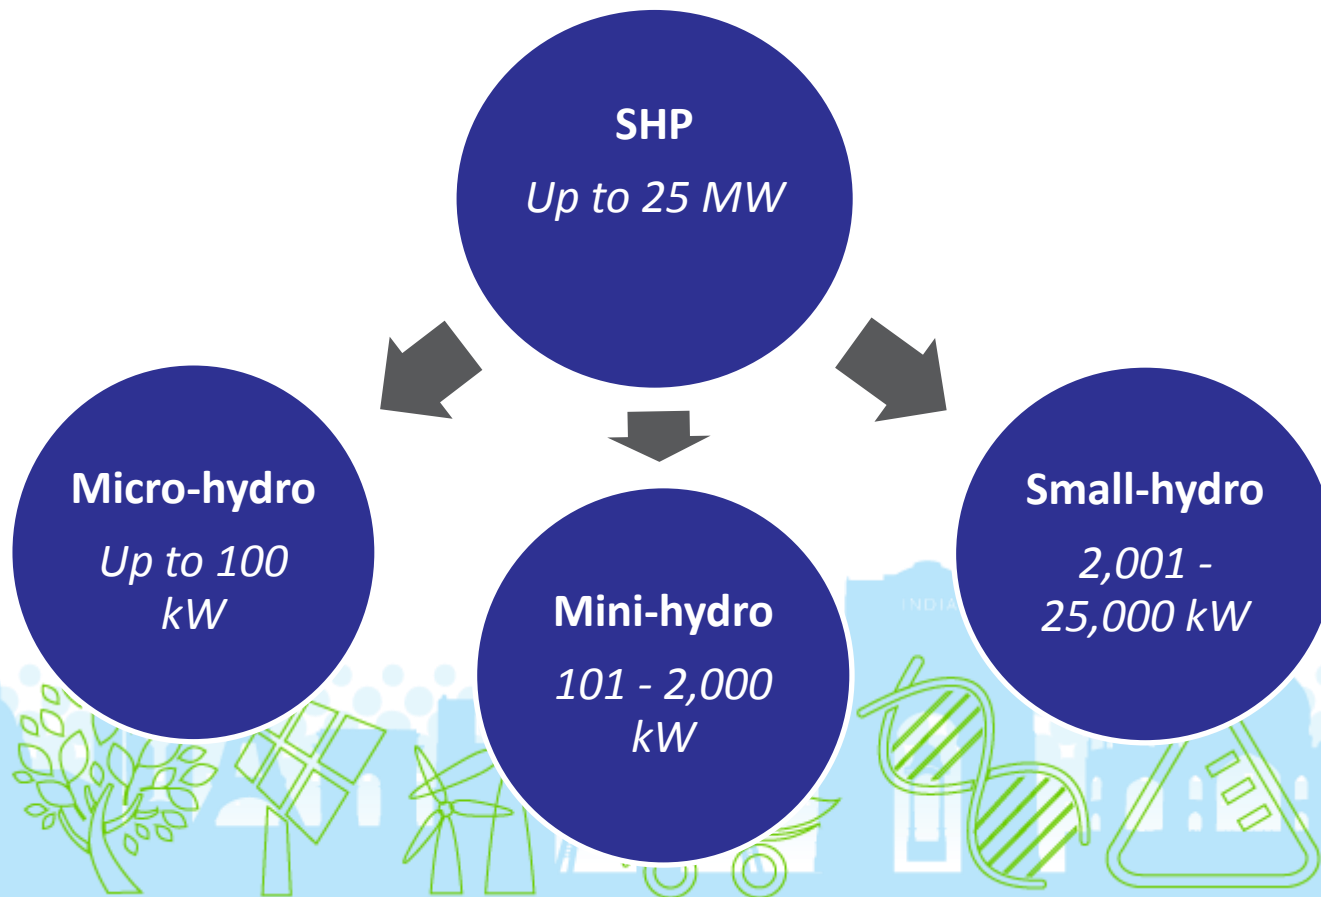 SHP
Up to 25 MW
Micro-hydro
Up to 100
kW
Mini-hydro
101 - 2,000
kW
Small-hydro
2,001 -
25,000 kW
INDIA